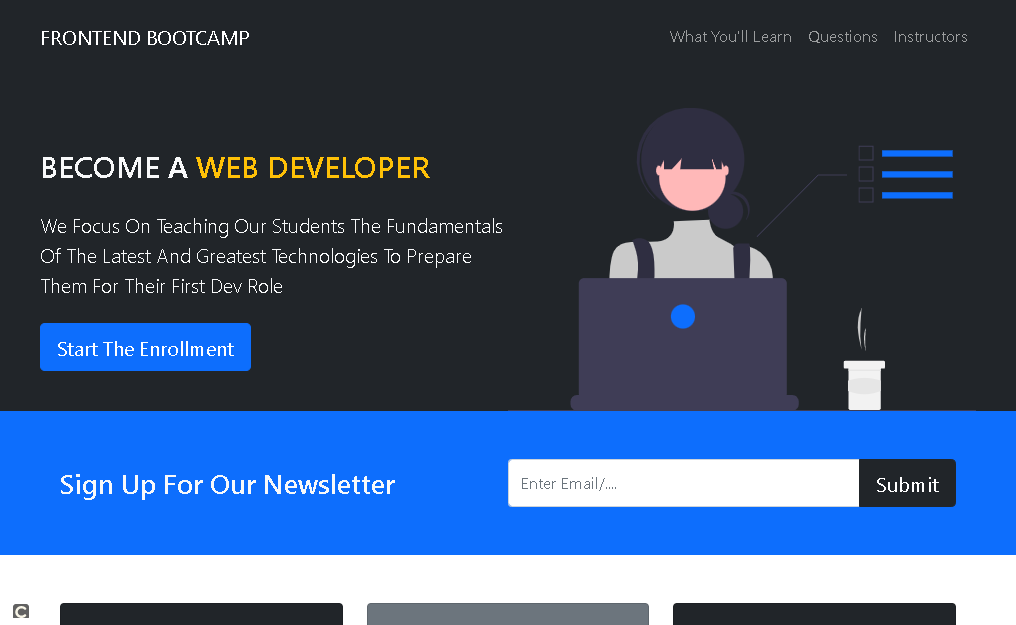 FRONTEND BOOTCAMP
What You'll Learn Questions Instructors
BECOME A WEB DEVELOPER
We Focus On Teaching Our Students The Fundamentals
Of The Latest And Greatest Technologies To Prepare
Them For Their First Dev Role
Start The Enrollment
Sign Up For Our Newsletter
Enter Email/....
Submit
C